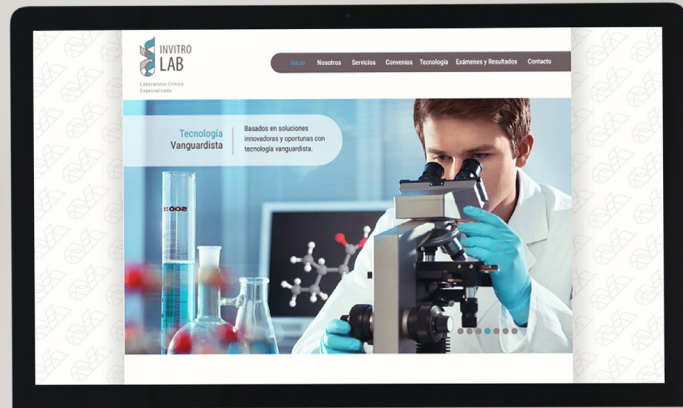 INVITRO
LAB
Laboratorio Clínico
Especializado
Inicio Nosotros Servicios Convenios Tecnología Exámenes y Resultados Contacto
Tecnología
Vanguardista
Basados en soluciones
innovadoras y oportunas con
tecnología vanguardista.